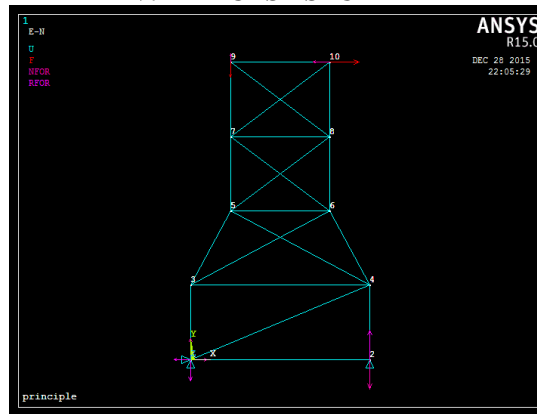 1
E-N
U
F
NFOR
RFOR
ANSYS
R15.0
DEC 28 2015
22:05:29
9
10
7
8
5
6
3
4
Y
X
2
principle